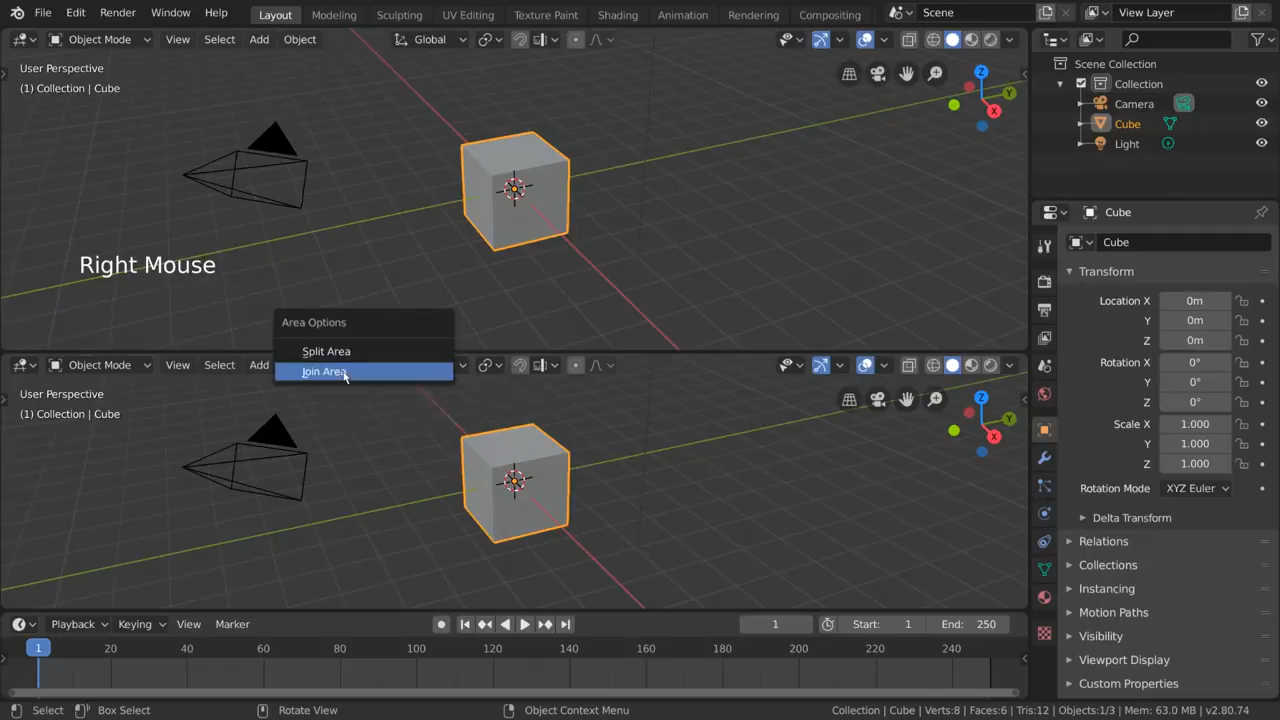 File Edit Render Window Help Layout Modeling Sculpting UV Editing Texture Paint Shading Animation Rendering Compositing Scene View Layer
Object Mode View Select Add Object Global
User Perspective
(1) Collection | Cube
Z
Y
X
Right Mouse
Area Options
Split Area
Join Area
Object Mode View Select Add
User Perspective
(1) Collection | Cube
Z
Y
X
Playback Keying View Marker 1 Start: 1 End: 250
1 20 40 60 80 100 120 140 160 180 200 220 240
Scene Collection
Collection
Camera
Cube
Light
Cube
Cube
Transform
Location X 0m
Y 0m
Z 0m
Rotation X 0°
Y 0°
Z 0°
Scale X 1.000
Y 1.000
Z 1.000
Rotation Mode XYZ Euler
Delta Transform
Relations
Collections
Instancing
Motion Paths
Visibility
Viewport Display
Custom Properties
Select Box Select Rotate View Object Context Menu Collection | Cube | Verts:8 | Faces:6 | Tris:12 | Objects:1/3 | Mem: 63.0 MB | v2.80.74